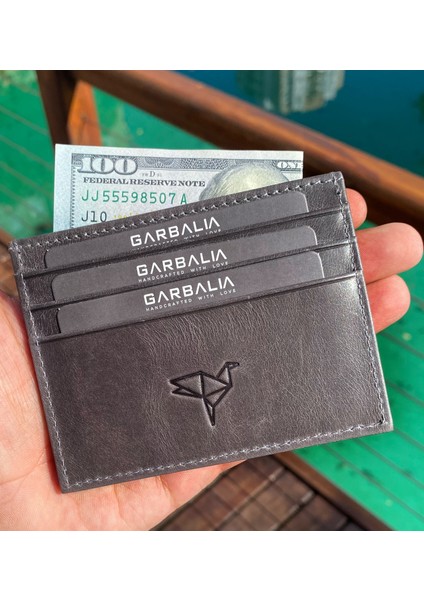 100
FEDERAL RESERVE NOTE
JJ55598507A
J10
GARBALIA
HANDCRAFTED WITH LOVE
GARBALIA
HANDCRAFTED WITH LOVE
GARBALIA
HANDCRAFTED WITH LOVE